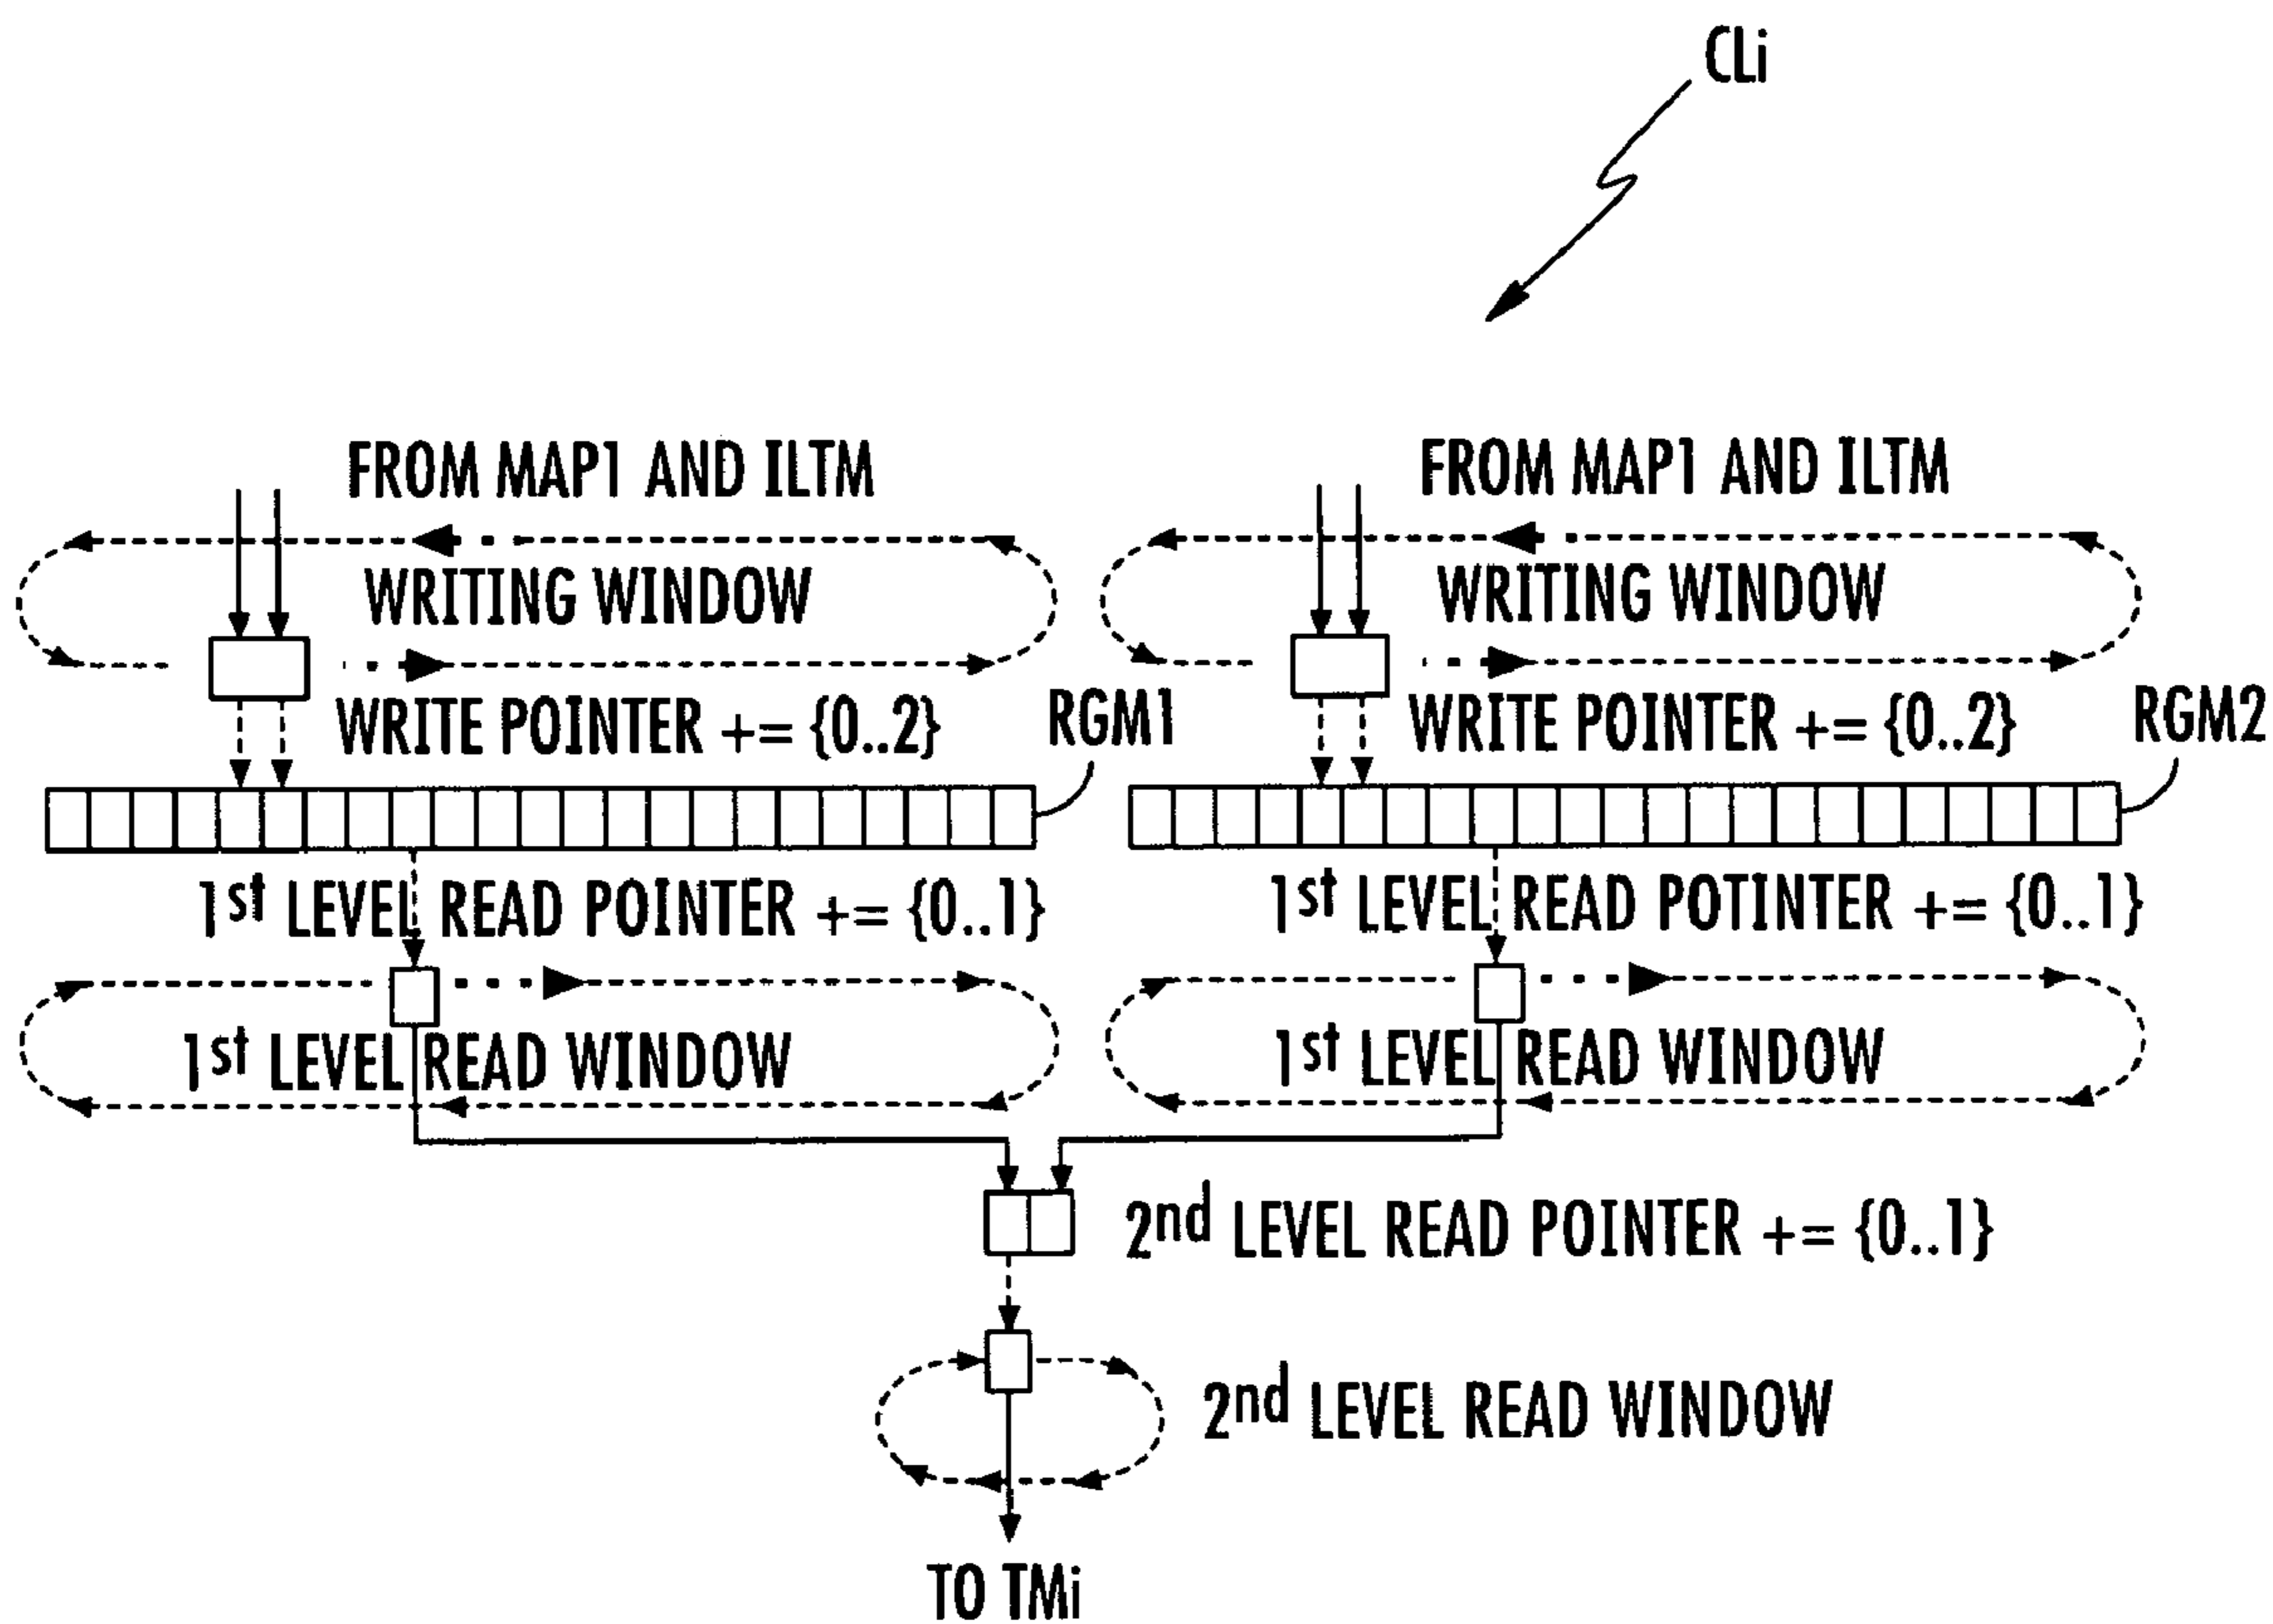 CLi
FROM MAP1 AND ILTM
FROM MAP1 AND ILTM
WRITING WINDOW
WRITING WINDOW
WRITE POINTER += {0..2}
RGM1
WRITE POINTER += {0..2}
RGM2
1st LEVEL READ POINTER += {0..1}
1st LEVEL READ POTINTER += {0..1}
1st LEVEL READ WINDOW
1st LEVEL READ WINDOW
2nd LEVEL READ POINTER += {0..1}
2nd LEVEL READ WINDOW
TO TMi